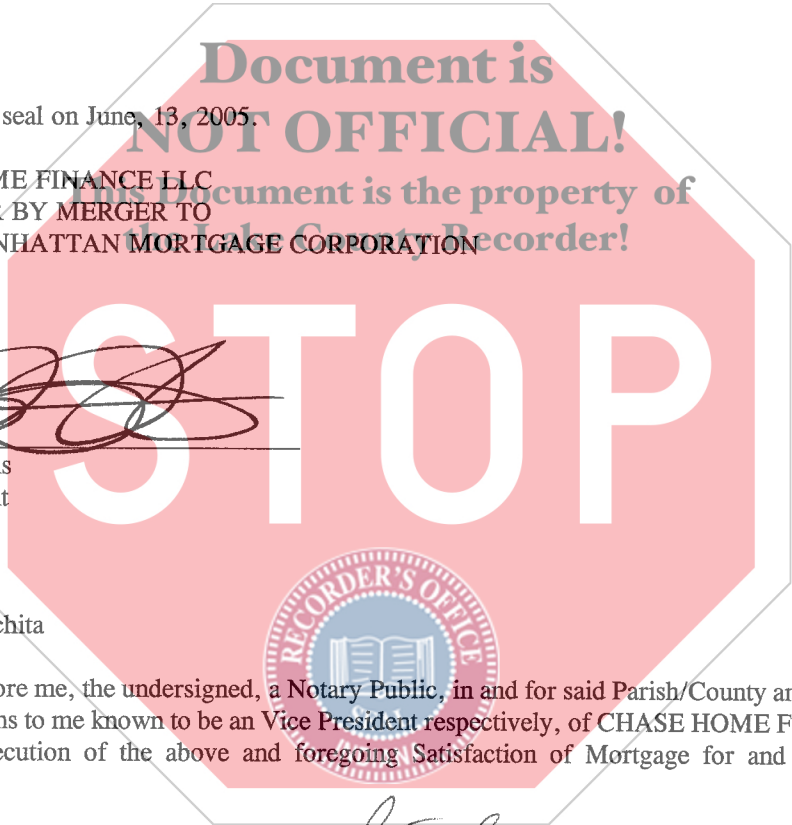 Document is
seal on June, 13, 2005.
NOT OFFICIAL!
ME FINANCE LLC
This Document is the property of
BY MERGER TO
the Lake County Recorder!
NHATTAN MORTGAGE CORPORATION
STOP
ns
nt
RECORDER'S OFFICE
chita
ore me, the undersigned, a Notary Public, in and for said Parish/County an
ns to me known to be an Vice President respectively, of CHASE HOME F
SEAL
ecution of the above and foregoing Satisfaction of Mortgage for and